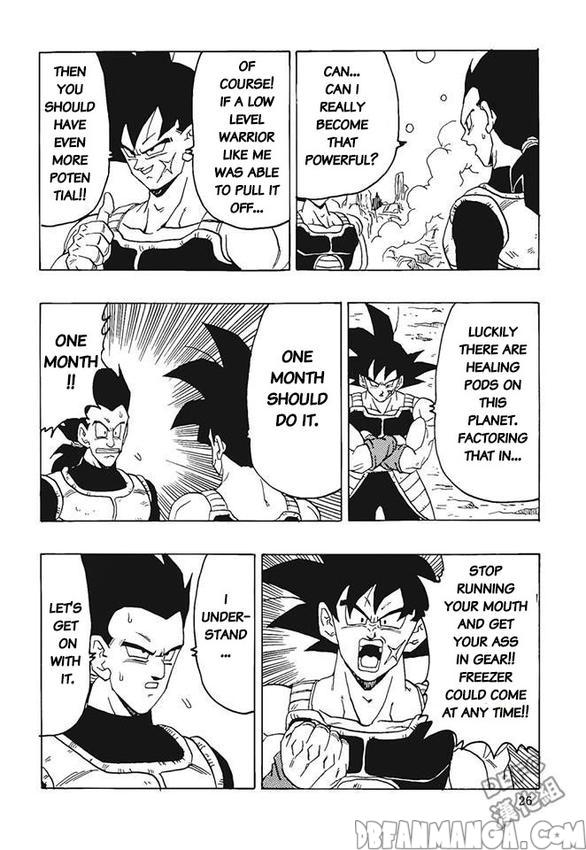 CAN...
CAN I
REALLY
BECOME
THAT
POWERFUL?
OF
COURSE!
IF A LOW
LEVEL
WARRIOR
LIKE ME
WAS ABLE
TO PULL
IT
OFF...
THEN
YOU
SHOULD
HAVE
EVEN
MORE
POTEN
TIAL!!
LUCKILY
THERE ARE
HEALING
PODS ON
THIS
PLANET.
FACTORING
THAT IN...
ONE
MONTH
SHOULD
DO IT.
ONE
MONTH
!!
STOP
RUNNING
YOUR MOUTH
AND GET
YOUR ASS
IN GEAR!!
FREEZER
COULD COME
AT ANY TIME!!
I
UNDER-
STAND
...
LET'S
GET
ON
WITH
IT.
漢化組
26
DBFANMANGA.COM